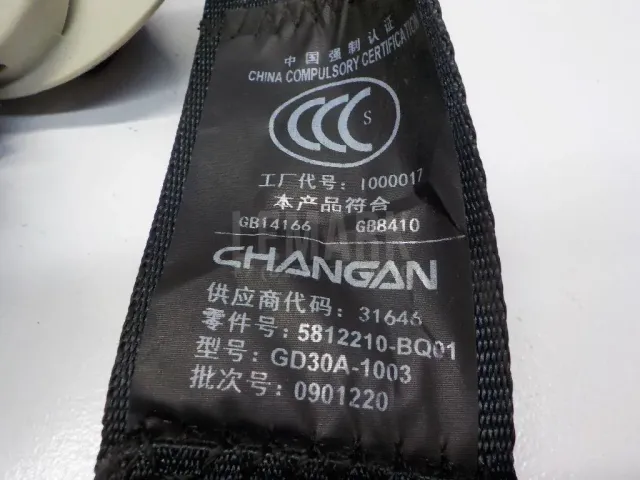 中国强制认证
CHINA COMPULSORY CERTIFICATION
CCC S
工厂代号: I000017
本产品符合
GB14166 GB8410
CHANGAN
供应商代码: 31646
零件号: 5812210-BQ01
型号: GD30A-1003
批次号: 0901220